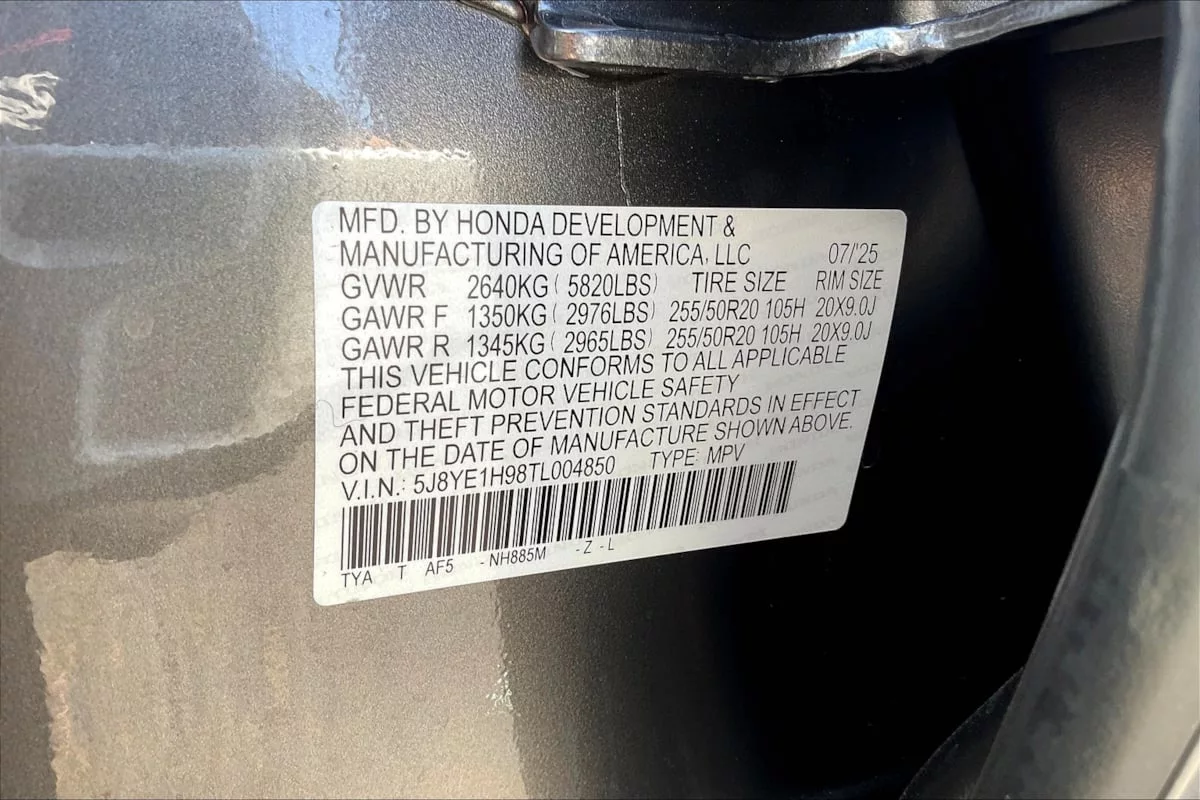 MFD. BY HONDA DEVELOPMENT &
MANUFACTURING OF AMERICA, LLC 07/'25
GVWR 2640KG ( 5820LBS) TIRE SIZE RIM SIZE
GAWR F 1350KG ( 2976LBS) 255/50R20 105H 20X9.0J
GAWR R 1345KG ( 2965LBS) 255/50R20 105H 20X9.0J
THIS VEHICLE CONFORMS TO ALL APPLICABLE
FEDERAL MOTOR VEHICLE SAFETY
AND THEFT PREVENTION STANDARDS IN EFFECT
ON THE DATE OF MANUFACTURE SHOWN ABOVE.
V.I.N.: 5J8YE1H98TL004850 TYPE: MPV
TYA T AF5 -NH885M -Z -L